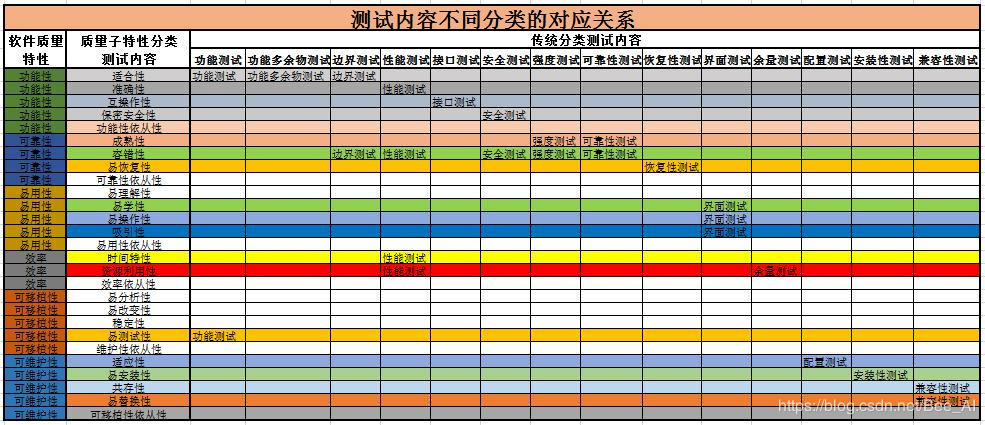 测试内容不同分类的对应关系
软件质量特性 质量子特性分类测试内容 传统分类测试内容
功能测试 功能多余物测试 边界测试 性能测试 接口测试 安全测试 强度测试 可靠性测试 恢复性测试 界面测试 余量测试 配置测试 安装性测试 兼容性测试
功能性 适合性 功能测试 功能多余物测试 边界测试
功能性 准确性 性能测试
功能性 互操作性 接口测试
功能性 保密安全性 安全测试
功能性 功能性依从性
可靠性 成熟性 强度测试 可靠性测试
可靠性 容错性 边界测试 性能测试 安全测试 强度测试 可靠性测试
可靠性 易恢复性 恢复性测试
可靠性 可靠性依从性
易用性 易理解性
易用性 易学性 界面测试
易用性 易操作性 界面测试
易用性 吸引性 界面测试
易用性 易用性依从性
效率 时间特性 性能测试
效率 资源利用性 性能测试 余量测试
效率 效率依从性
可移植性 易分析性
可移植性 易改变性
可移植性 稳定性
可移植性 易测试性 功能测试
可移植性 维护性依从性
可维护性 适应性 配置测试
可维护性 易安装性 安装性测试
可维护性 共存性 兼容性测试
可维护性 易替换性 兼容性测试
可维护性 可移植性依从性
https://blog.csdn.net/Bee_AI